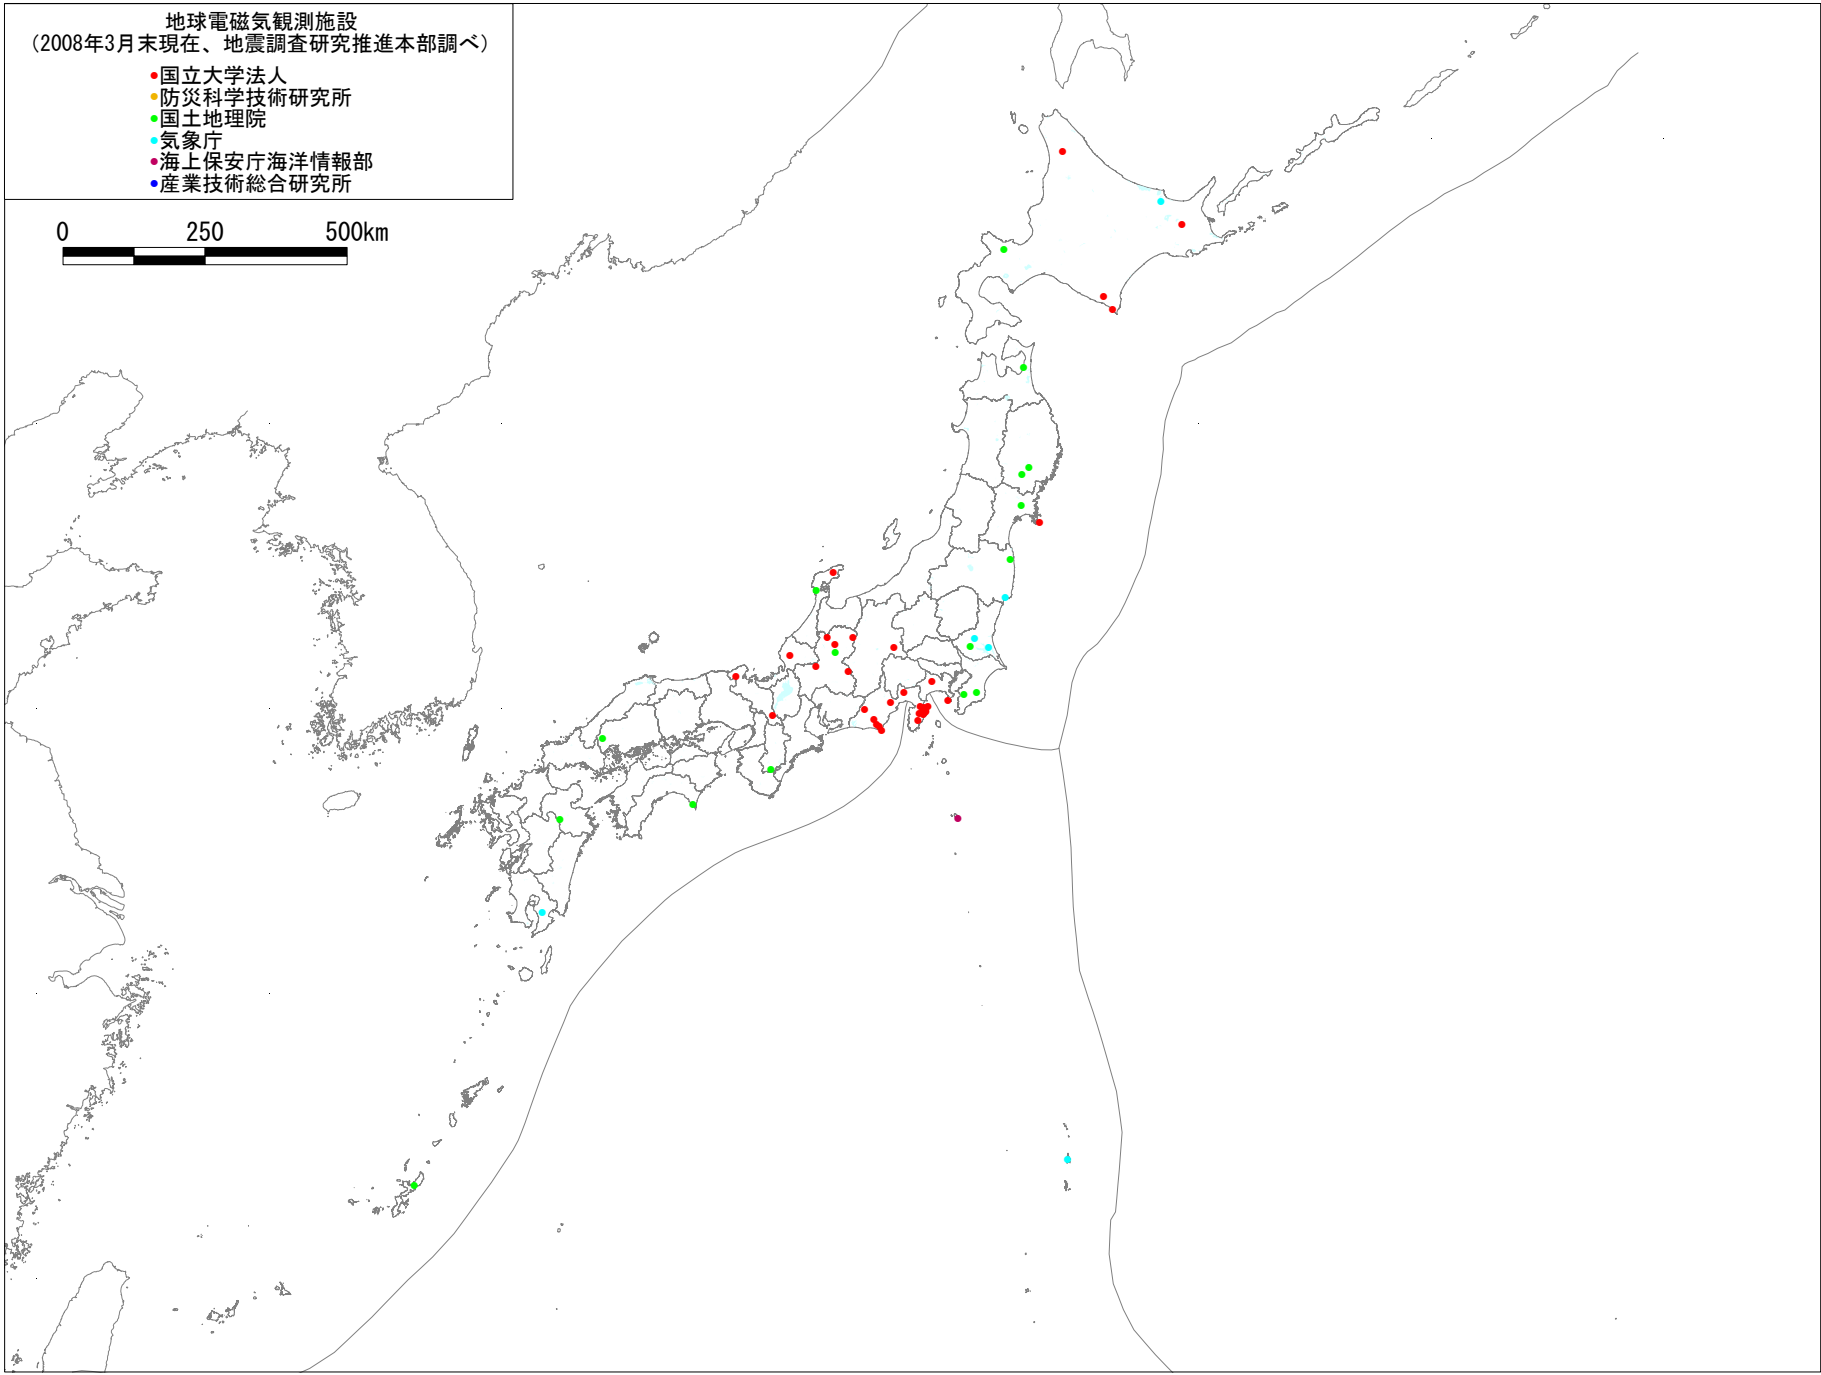 地球電磁気観測施設
(2008年3月末現在、地震調査研究推進本部調べ)
国立大学法人
防災科学技術研究所
国土地理院
気象庁
海上保安庁海洋情報部
産業技術総合研究所
0 250 500km